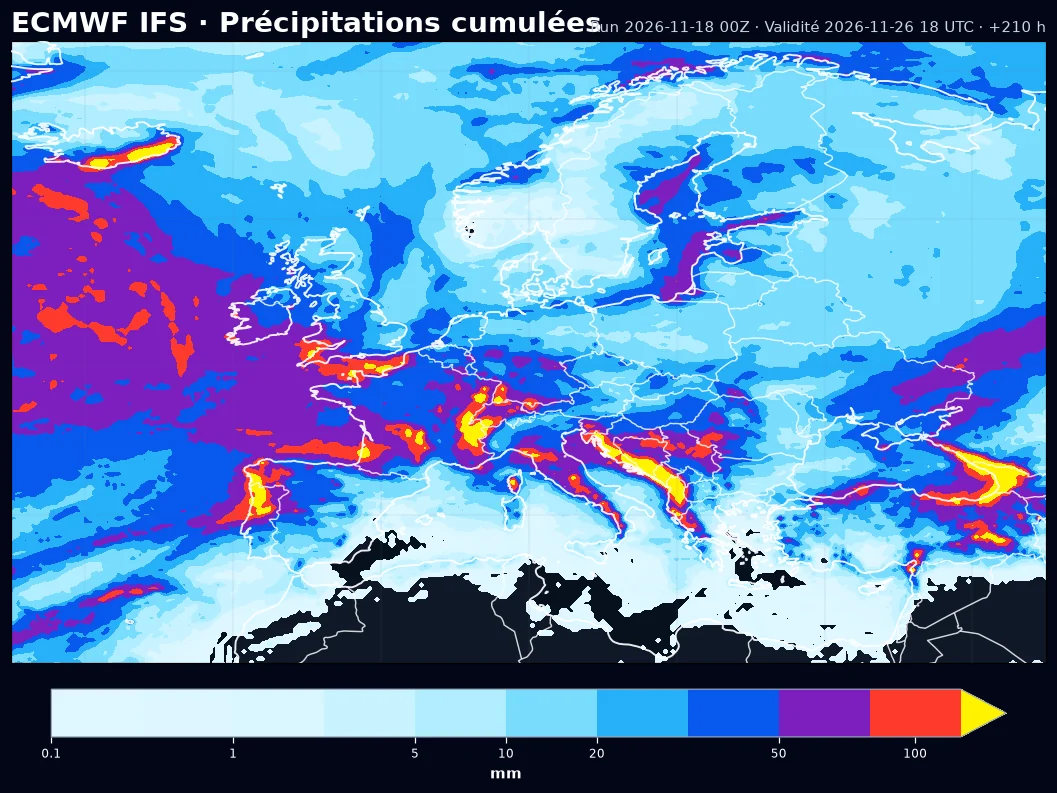 ECMWF IFS · Précipitations cumulées
Run 2026-11-18 00Z · Validité 2026-11-26 18 UTC · +210 h
0.1 1 5 10 20 50 100
mm